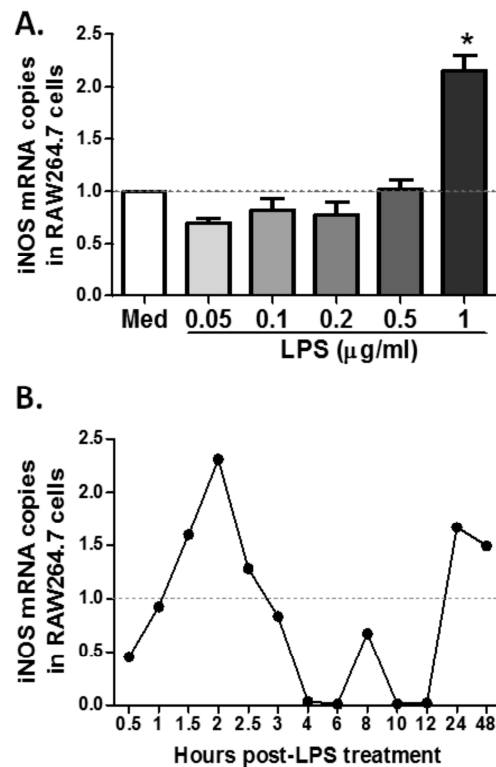 A.
iNOS mRNA copies
in RAW264.7 cells
2.5
2.0
1.5
1.0
0.5
0.0
*
Med 0.05 0.1 0.2 0.5 1
LPS (μg/ml)
B.
iNOS mRNA copies
in RAW264.7 cells
2.5
2.0
1.5
1.0
0.5
0.0
0.5 1 1.5 2 2.5 3 4 6 8 10 12 24 48
Hours post-LPS treatment